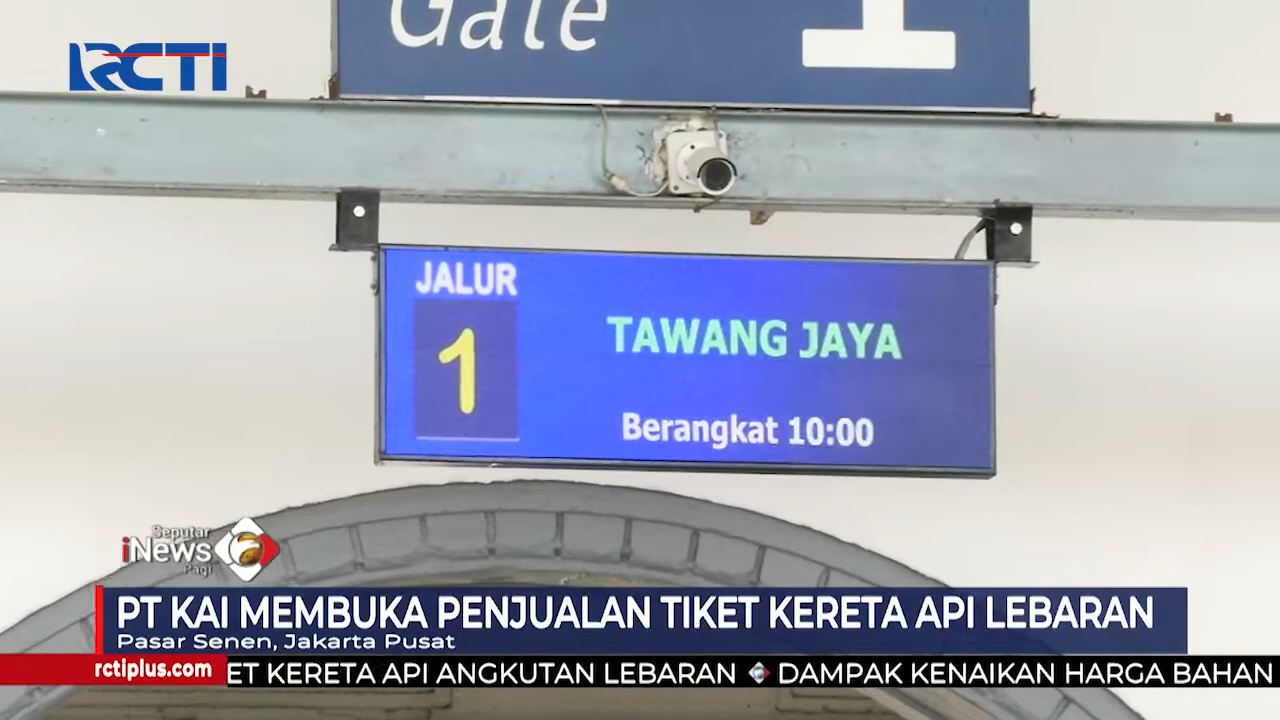 Gate 1
RCTI
JALUR
1
TAWANG JAYA
Berangkat 10:00
Seputar
iNews
Pagi
PT KAI MEMBUKA PENJUALAN TIKET KERETA API LEBARAN
Pasar Senen, Jakarta Pusat
rctiplus.com
ET KERETA API ANGKUTAN LEBARAN DAMPAK KENAIKAN HARGA BAHAN